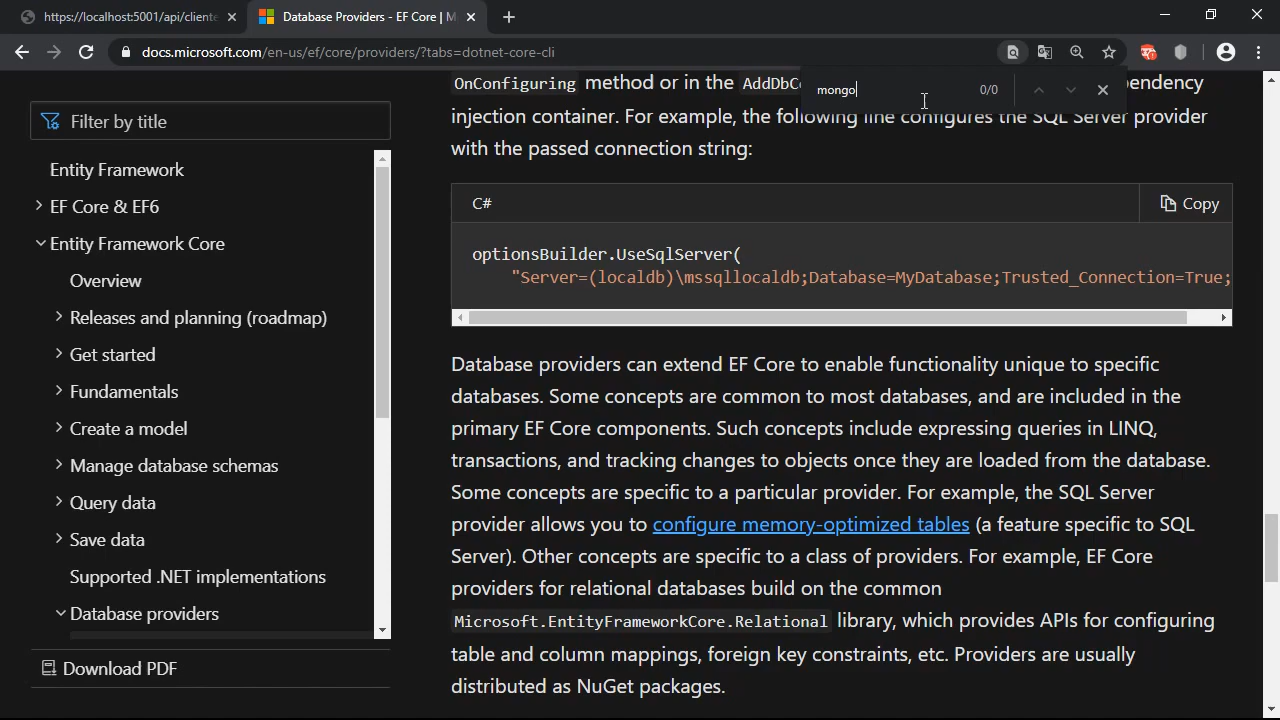 https://localhost:5001/api/cliente
Database Providers - EF Core | M
docs.microsoft.com/en-us/ef/core/providers/?tabs=dotnet-core-cli
mongo
0/0
Filter by title
Entity Framework
EF Core & EF6
Entity Framework Core
Overview
Releases and planning (roadmap)
Get started
Fundamentals
Create a model
Manage database schemas
Query data
Save data
Supported .NET implementations
Database providers
Download PDF
OnConfiguring method or in the AddDbCo pendency
injection container. For example, the following line configures the SQL Server provider
with the passed connection string:
C#
Copy
optionsBuilder.UseSqlServer(
"Server=(localdb)\mssqllocaldb;Database=MyDatabase;Trusted_Connection=True;
Database providers can extend EF Core to enable functionality unique to specific
databases. Some concepts are common to most databases, and are included in the
primary EF Core components. Such concepts include expressing queries in LINQ,
transactions, and tracking changes to objects once they are loaded from the database.
Some concepts are specific to a particular provider. For example, the SQL Server
provider allows you to configure memory-optimized tables (a feature specific to SQL
Server). Other concepts are specific to a class of providers. For example, EF Core
providers for relational databases build on the common
Microsoft.EntityFrameworkCore.Relational library, which provides APIs for configuring
table and column mappings, foreign key constraints, etc. Providers are usually
distributed as NuGet packages.